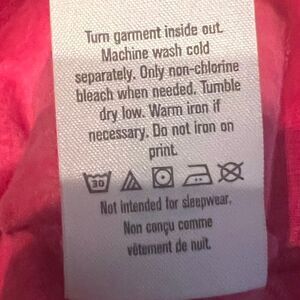 Turn garment inside out.
Machine wash cold
separately. Only non-chlorine
bleach when needed. Tumble
dry low. Warm iron if
necessary. Do not iron on
print.
30
Not intended for sleepwear.
Non conçu comme
vêtement de nuit.